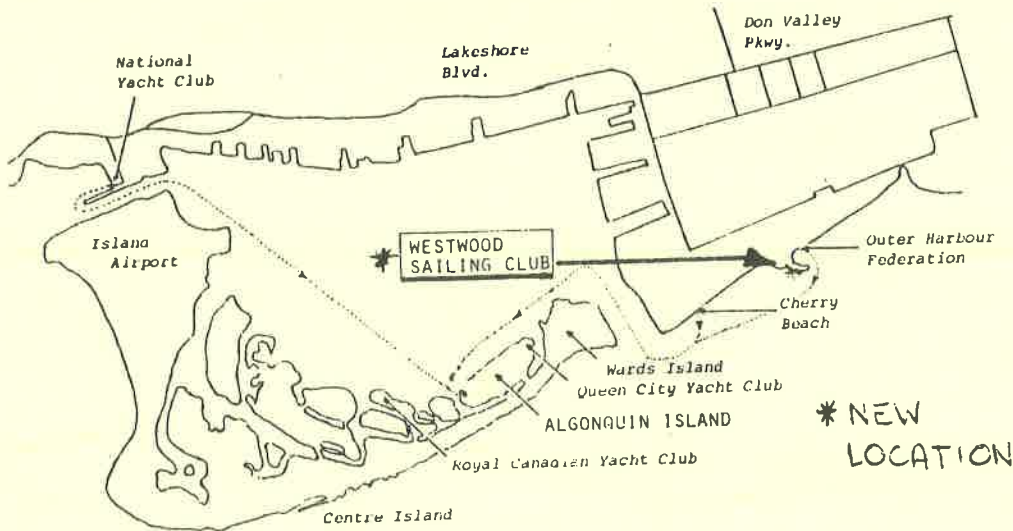 National
Yacht Club
Lakeshore
Blvd.
Don Valley
Pkwy.
Island
Airport
* WESTWOOD
SAILING CLUB
Outer Harbour
Federation
Cherry
Beach
Wards Island
Queen City Yacht Club
ALGONQUIN ISLAND
Royal Canadian Yacht Club
Centre Island
* NEW
LOCATION